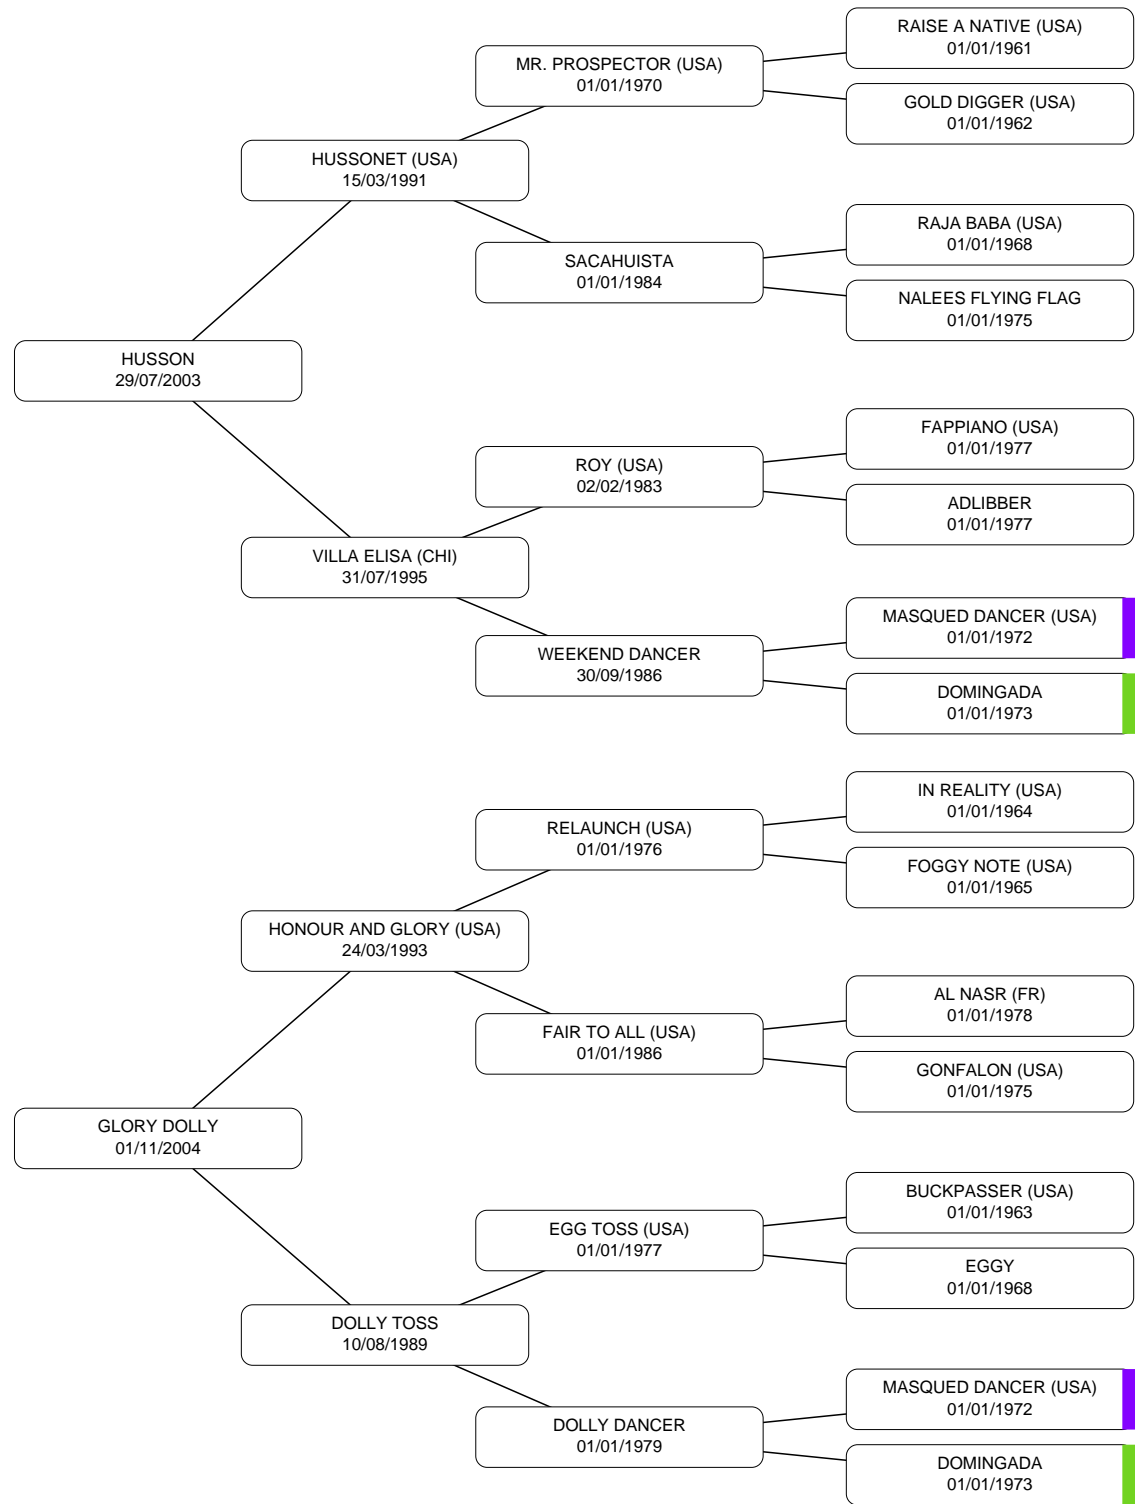 RAISE A NATIVE (USA)
01/01/1961
MR. PROSPECTOR (USA)
01/01/1970
GOLD DIGGER (USA)
01/01/1962
HUSSONET (USA)
15/03/1991
RAJA BABA (USA)
01/01/1968
SACAHUISTA
01/01/1984
NALEES FLYING FLAG
01/01/1975
HUSSON
29/07/2003
FAPPIANO (USA)
01/01/1977
ROY (USA)
02/02/1983
ADLIBBER
01/01/1977
VILLA ELISA (CHI)
31/07/1995
MASQUED DANCER (USA)
01/01/1972
WEEKEND DANCER
30/09/1986
DOMINGADA
01/01/1973
IN REALITY (USA)
01/01/1964
RELAUNCH (USA)
01/01/1976
FOGGY NOTE (USA)
01/01/1965
HONOUR AND GLORY (USA)
24/03/1993
AL NASR (FR)
01/01/1978
FAIR TO ALL (USA)
01/01/1986
GONFALON (USA)
01/01/1975
GLORY DOLLY
01/11/2004
BUCKPASSER (USA)
01/01/1963
EGG TOSS (USA)
01/01/1977
EGGY
01/01/1968
DOLLY TOSS
10/08/1989
MASQUED DANCER (USA)
01/01/1972
DOLLY DANCER
01/01/1979
DOMINGADA
01/01/1973